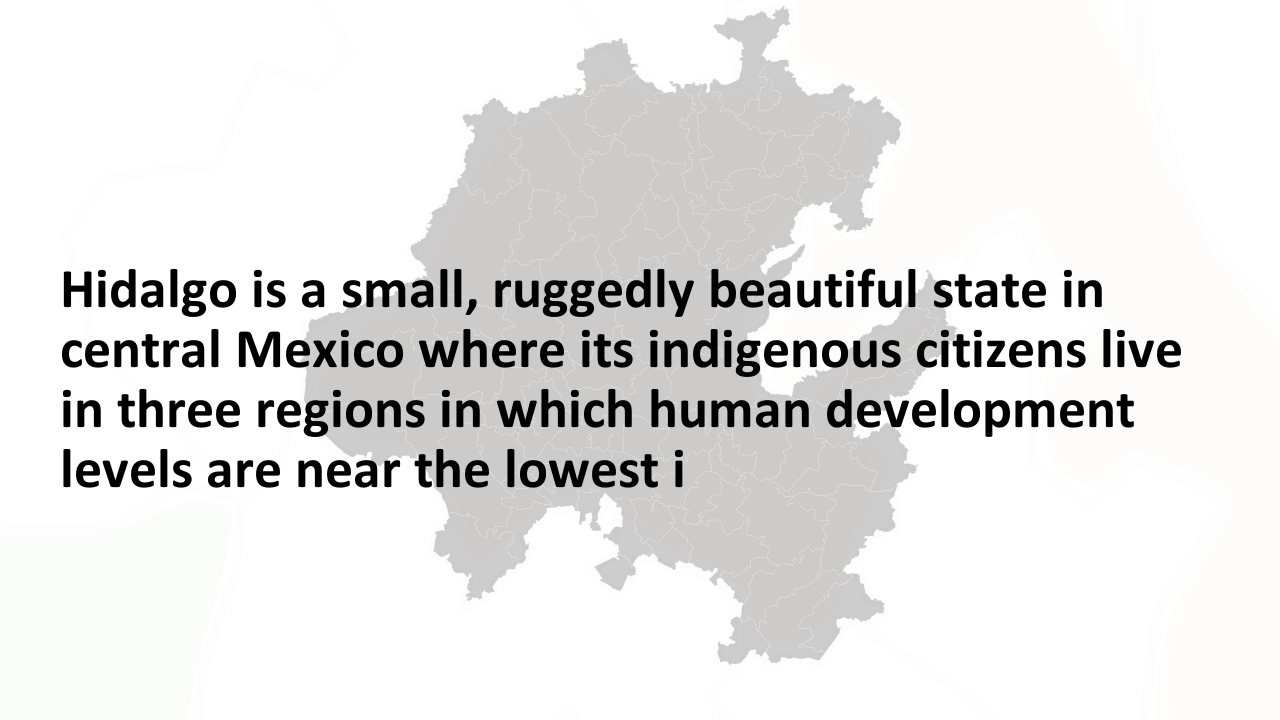 Hidalgo is a small, ruggedly beautiful state in
central Mexico where its indigenous citizens live
in three regions in which human development
levels are near the lowest i